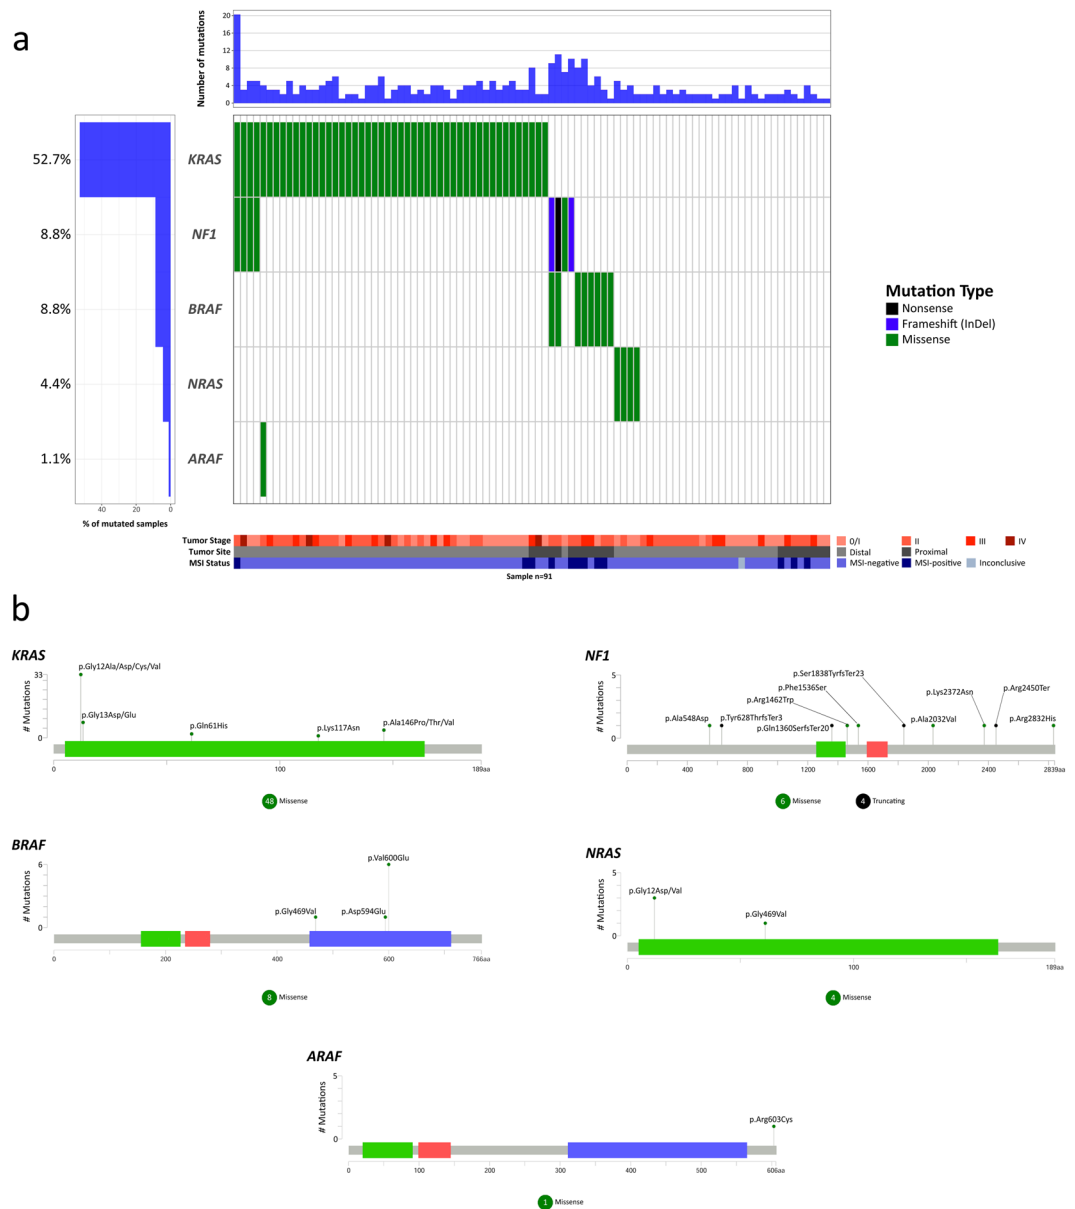 a
Number of mutations
20
16
12
8
4
0
52.7%
KRAS
8.8%
NF1
8.8%
BRAF
4.4%
NRAS
1.1%
ARAF
40 20 0
% of mutated samples
Mutation Type
Nonsense
Frameshift (InDel)
Missense
Tumor Stage
0/I II III IV
Tumor Site
Distal Proximal
MSI Status
MSI-negative MSI-positive Inconclusive
Sample n=91
b
KRAS
# Mutations
33
0
p.Gly12Ala/Asp/Cys/Val
p.Gly13Asp/Glu
p.Gln61His
p.Lys117Asn
p.Ala146Pro/Thr/Val
0 100 189aa
48 Missense
NF1
# Mutations
5
0
p.Ser1838TyrfsTer23
p.Phe1536Ser
p.Arg1462Trp
p.Lys2372Asn
p.Arg2450Ter
p.Ala548Asp
p.Tyr628ThrfsTer3
p.Gln1360SerfsTer20
p.Ala2032Val
p.Arg2832His
0 400 800 1200 1600 2000 2400 2839aa
6 Missense 4 Truncating
BRAF
# Mutations
6
0
p.Val600Glu
p.Gly469Val
p.Asp594Glu
200 400 600 766aa
8 Missense
NRAS
# Mutations
5
0
p.Gly12Asp/Val
p.Gly469Val
0 100 189aa
4 Missense
ARAF
# Mutations
5
0
p.Arg603Cys
0 100 200 300 400 500 606aa
1 Missense